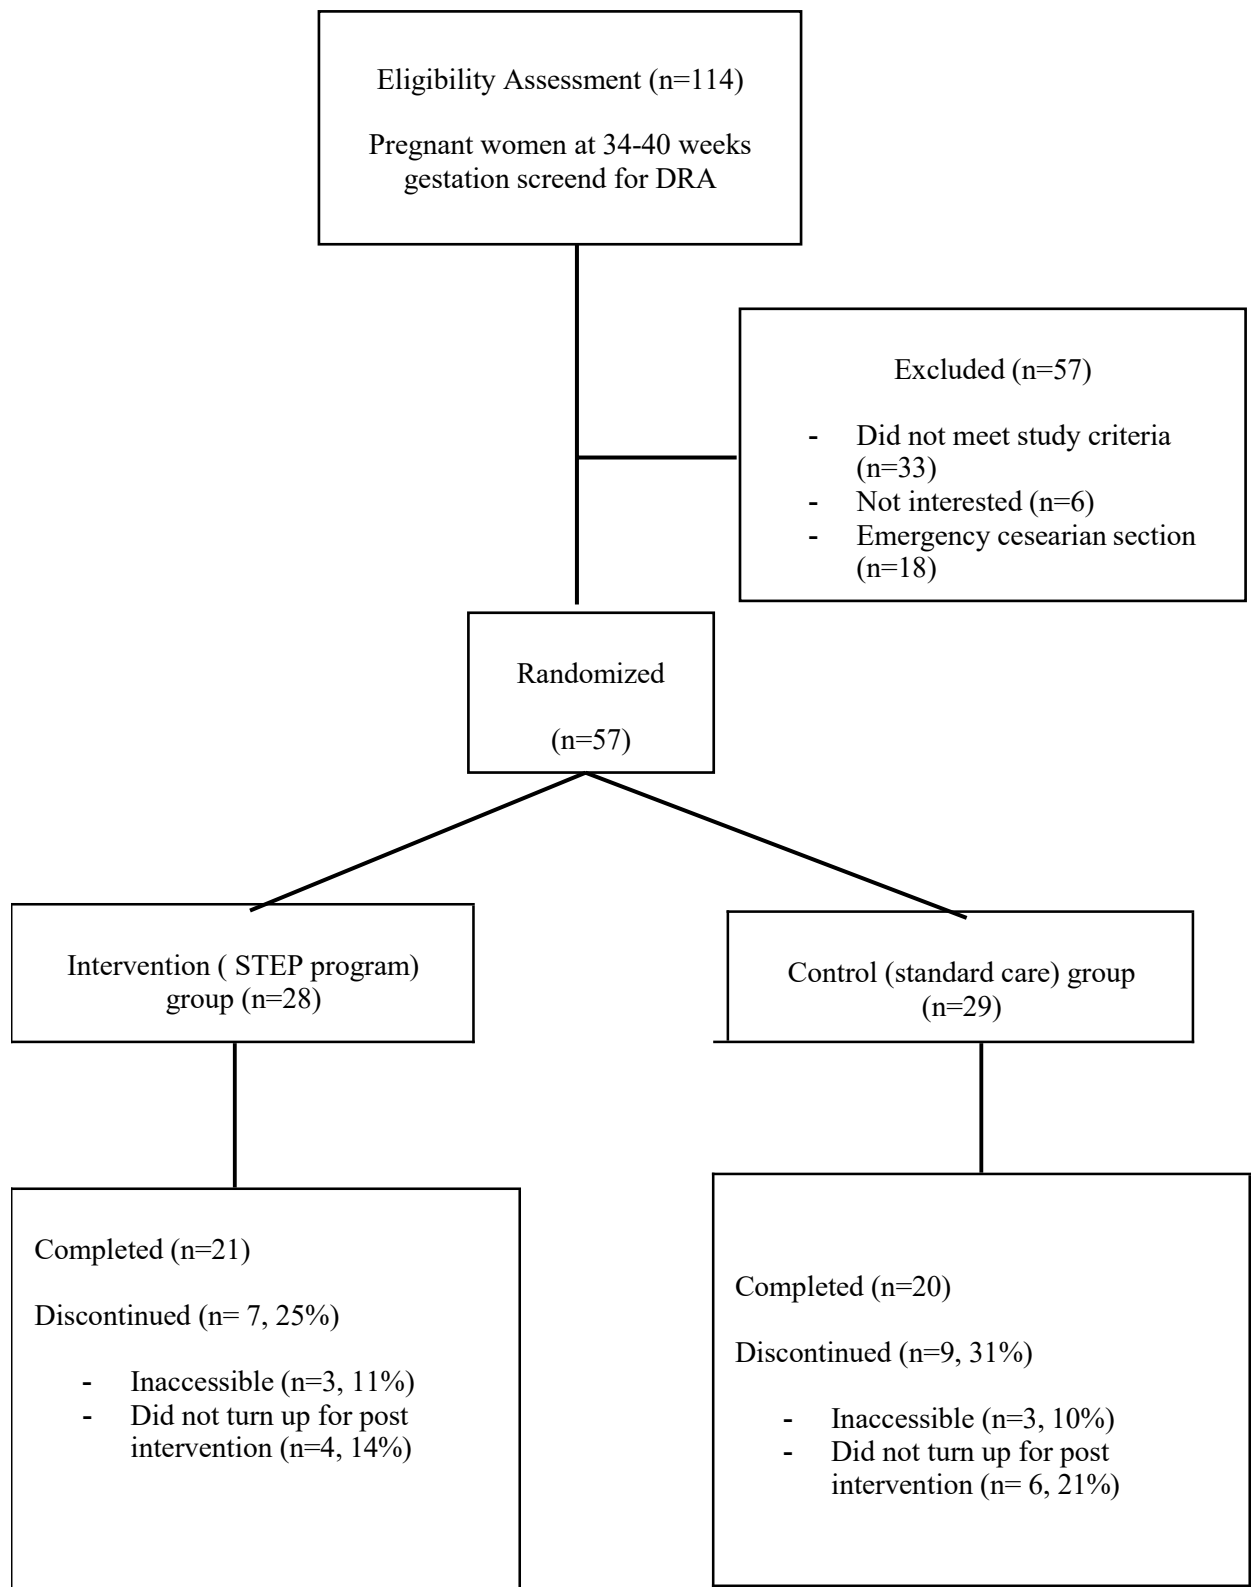 Eligibility Assessment (n=114)
Pregnant women at 34-40 weeks
gestation screend for DRA
Excluded (n=57)
- Did not meet study criteria
(n=33)
- Not interested (n=6)
- Emergency cesearian section
(n=18)
Randomized
(n=57)
Intervention ( STEP program)
group (n=28)
Control (standard care) group
(n=29)
Completed (n=21)
Discontinued (n= 7, 25%)
- Inaccessible (n=3, 11%)
- Did not turn up for post
intervention (n=4, 14%)
Completed (n=20)
Discontinued (n=9, 31%)
- Inaccessible (n=3, 10%)
- Did not turn up for post
intervention (n= 6, 21%)